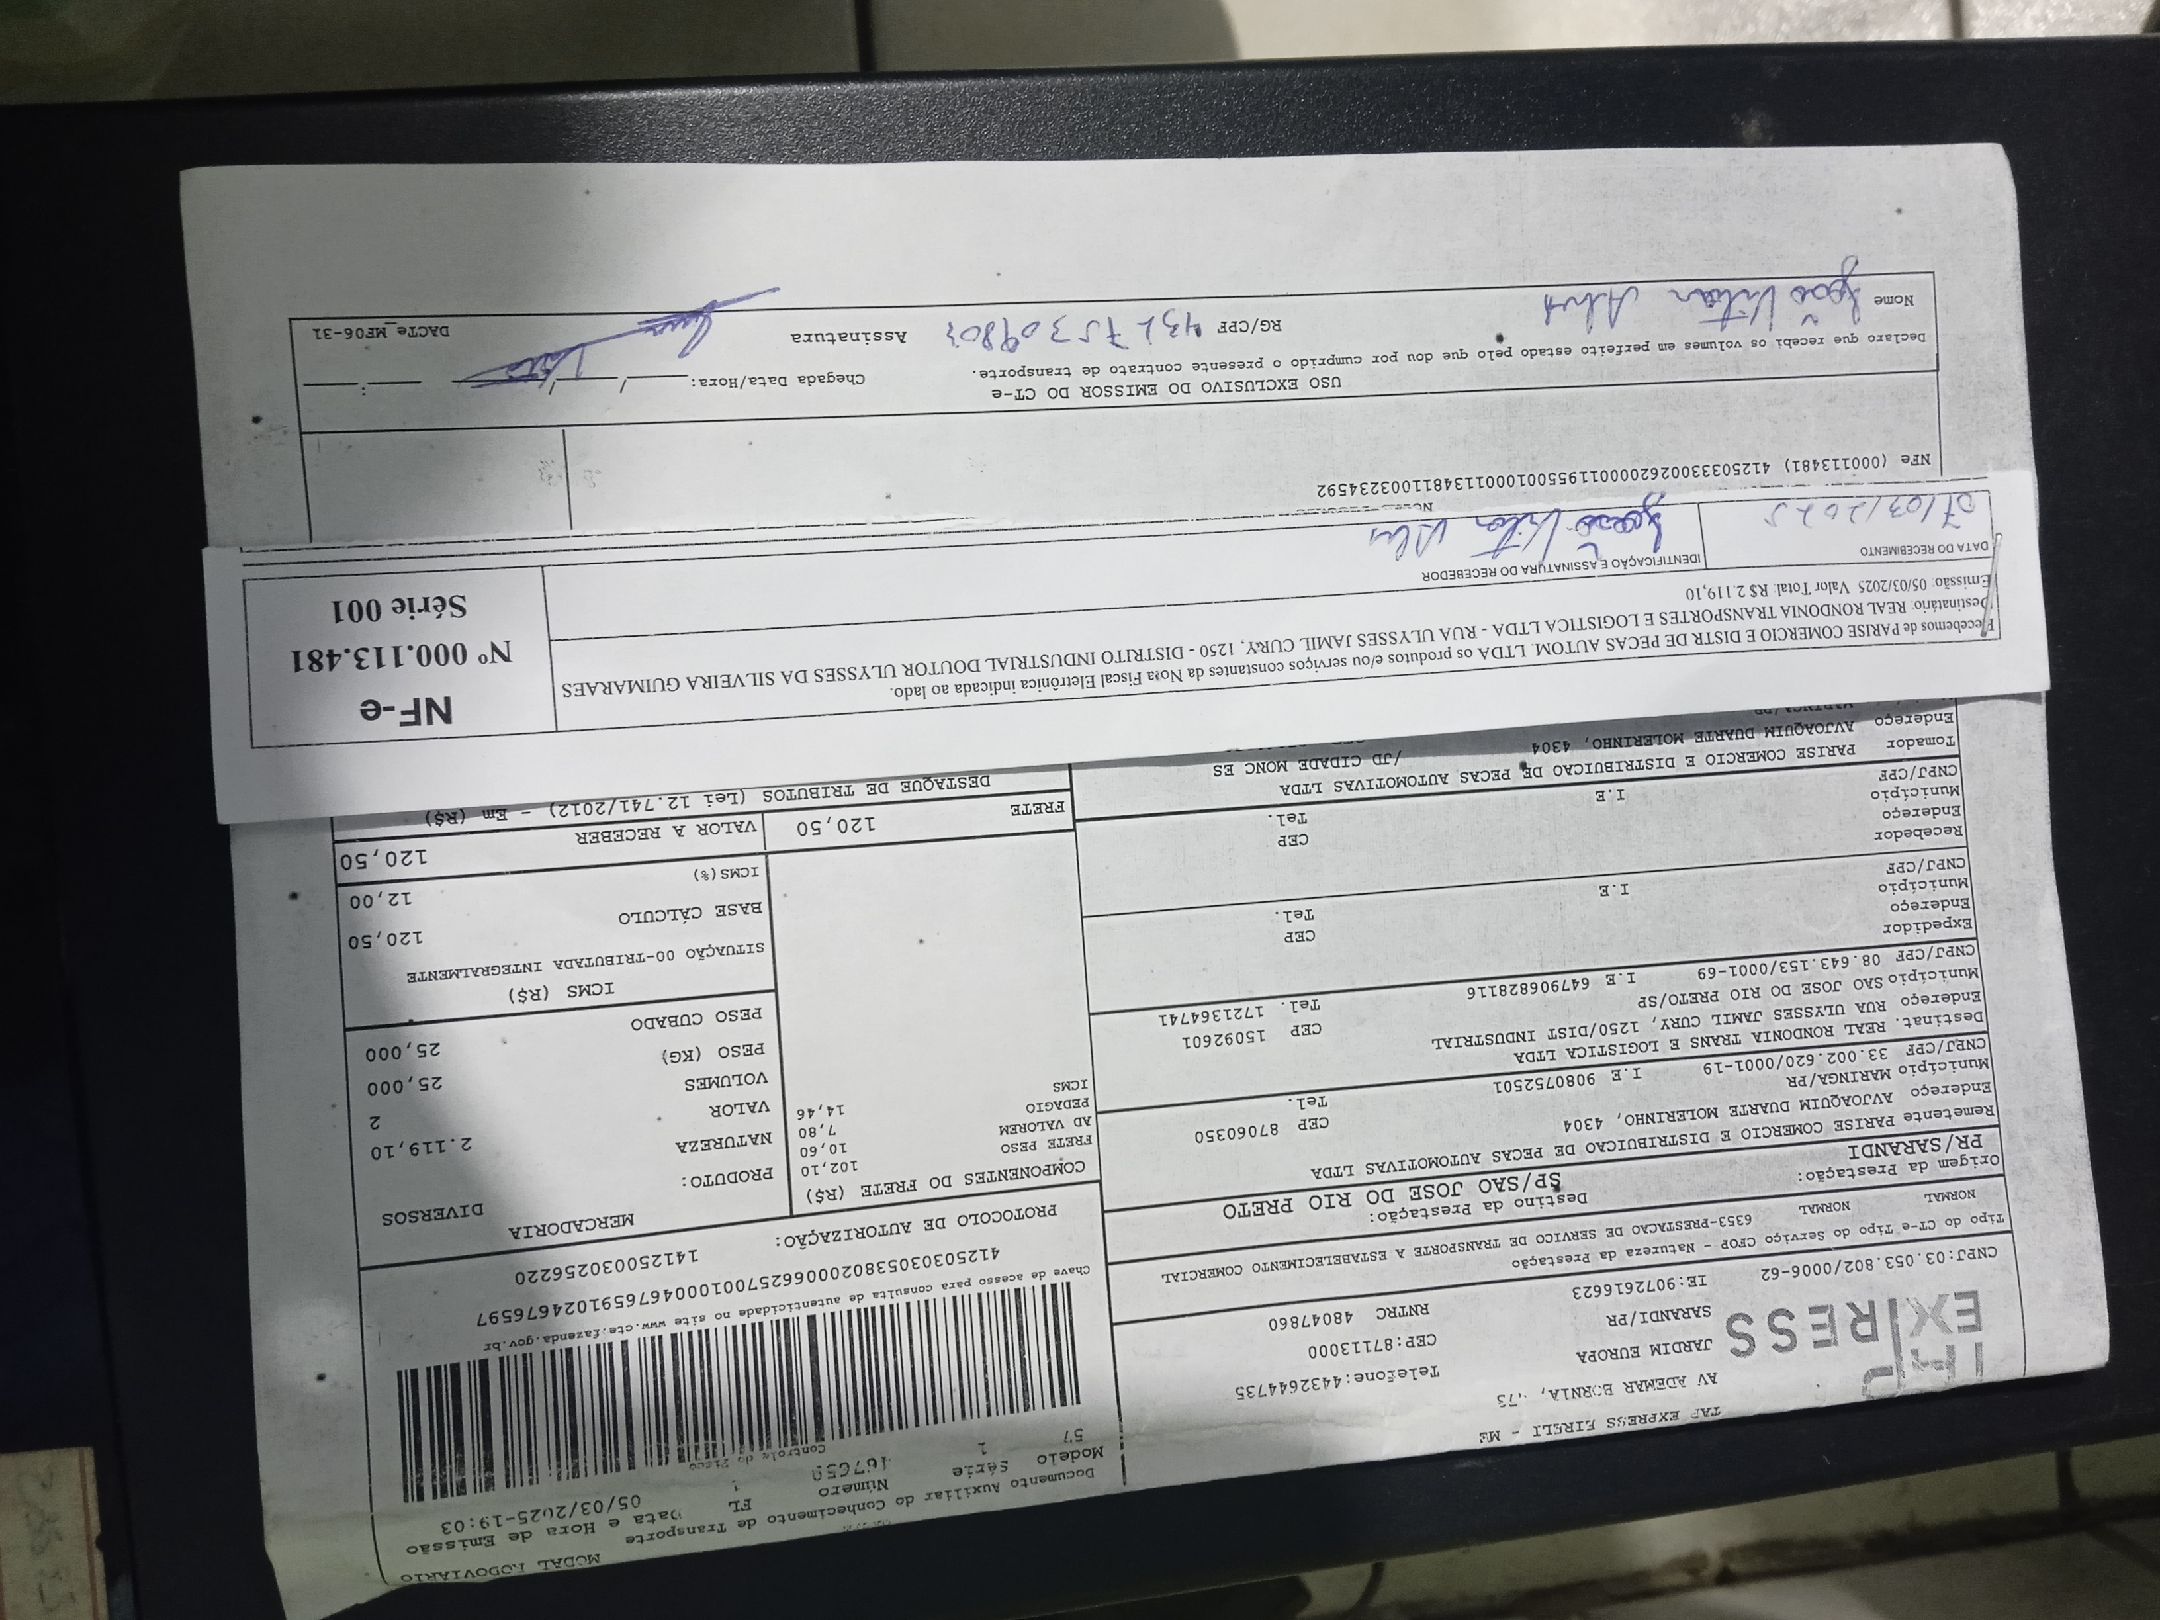 MODAL RODOVIARIO
Documento Auxiliar do Conhecimento de Transporte
Modelo Série Número FL Data e Hora de Emissão
57 1 1 05/03/2025-19:03
Controle do Fisco
Chave de acesso para consulta de autenticidade no site www.cte.fazenda.gov.br
PROTOCOLO DE AUTORIZAÇÃO: 141250030256220
EXPRESS
TAP EXPRESS EIRELI - ME
AV ADEMAR BORNIA,
JARDIM EUROPA
SARANDI/PR
Telefone:4432644735
CEP:87113000
RNTRC 48047860
CNPJ:03.053.802/0006-62 IE:9072616623
Tipo do CT-e Tipo do Serviço CFOP - Natureza da Prestação
NORMAL NORMAL 6353-PRESTACAO DE SERVICO DE TRANSPORTE A ESTABELECIMENTO COMERCIAL
Origem da Prestação: Destino da Prestação:
PR/SARANDI SP/SAO JOSE DO RIO PRETO
Remetente PARISE COMERCIO E DISTRIBUICAO DE PECAS AUTOMOTIVAS LTDA
Endereço AVJOAQUIM DUARTE MOLERINHO, 4304
Município MARINGA/PR CEP 87060350
CNPJ/CPF 33.002.620/0001-19 I.E 9080752501 Tel.
Destinat. REAL RONDONIA TRANS E LOGISTICA LTDA
Endereço RUA ULYSSES JAMIL CURY, 1250/DIST INDUSTRIAL
Município SAO JOSE DO RIO PRETO/SP CEP 15092601
CNPJ/CPF 08.643.153/0001-69 I.E 647906828116 Tel. 1721364741
Expedidor
Endereço
Município CEP
CNPJ/CPF I.E Tel.
Recebedor
Endereço
Município CEP
CNPJ/CPF I.E Tel.
Tomador PARISE COMERCIO E DISTRIBUICAO DE PECAS AUTOMOTIVAS LTDA
Endereço AVJOAQUIM DUARTE MOLERINHO, 4304 /JD CIDADE MONC ES
COMPONENTES DO FRETE (R$)
FRETE PESO 102,10
AD VALOREM 10,60
PEDAGIO 7,80
ICMS 14,46
FRETE 120,50
MERCADORIA
PRODUTO: DIVERSOS
NATUREZA
VALOR 2.119,10
VOLUMES 2
PESO (KG) 25,000
PESO CUBADO 25,000
ICMS (R$)
SITUAÇÃO 00-TRIBUTADA INTEGRALMENTE
BASE CÁLCULO 120,50
ICMS(%) 12,00
VALOR A RECEBER 120,50
DESTAQUE DE TRIBUTOS (Lei 12.741/2012) - Em (R$)
Recebemos de PARISE COMERCIO E DISTR DE PECAS AUTOM. LTDA os produtos e/ou serviços constantes da Nota Fiscal Eletrônica indicada ao lado.
Destinatário: REAL RONDONIA TRANSPORTES E LOGISTICA LTDA - RUA ULYSSES JAMIL CURY, 1250 - DISTRITO INDUSTRIAL DOUTOR ULYSSES DA SILVEIRA GUIMARAES
Emissão: 05/03/2025 Valor Total: R$ 2.119,10
DATA DO RECEBIMENTO
07/03/2025
IDENTIFICAÇÃO E ASSINATURA DO RECEBEDOR
João Vitor Alves
NF-e
Nº 000.113.481
Série 001
NFe (000113481) 41250333002620000119550010001134811003234592
USO EXCLUSIVO DO EMISSOR DO CT-e
Declaro que recebi os volumes em perfeito estado pelo que dou por cumprido o presente contrato de transporte.
Chegada Data/Hora: / / :
Nome João Vitor Alves
RG/CPF
Assinatura
DACTe_MF06-31